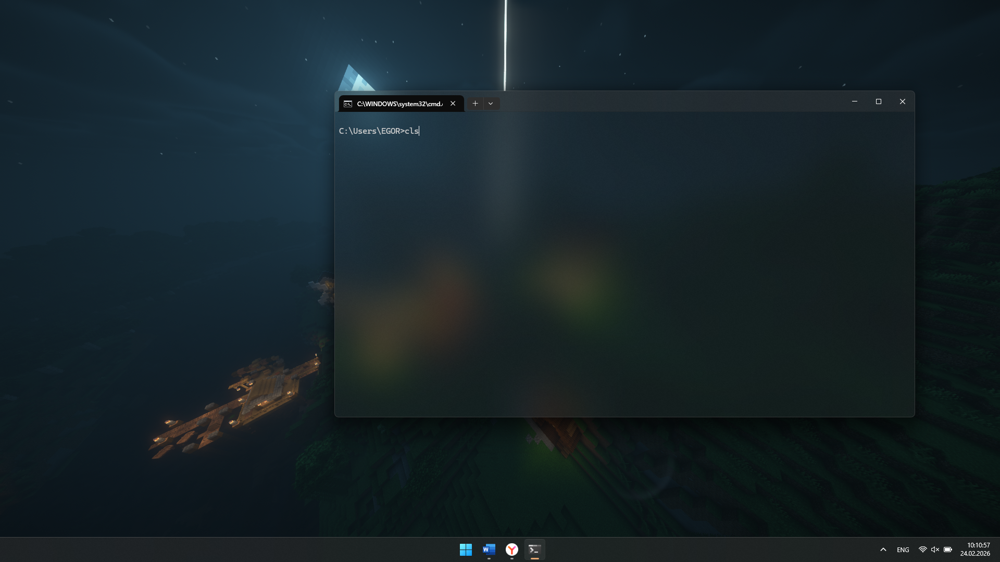 C:\WINDOWS\system32\cmd.
C:\Users\EGOR>cls
ENG
10:10:57
24.02.2026